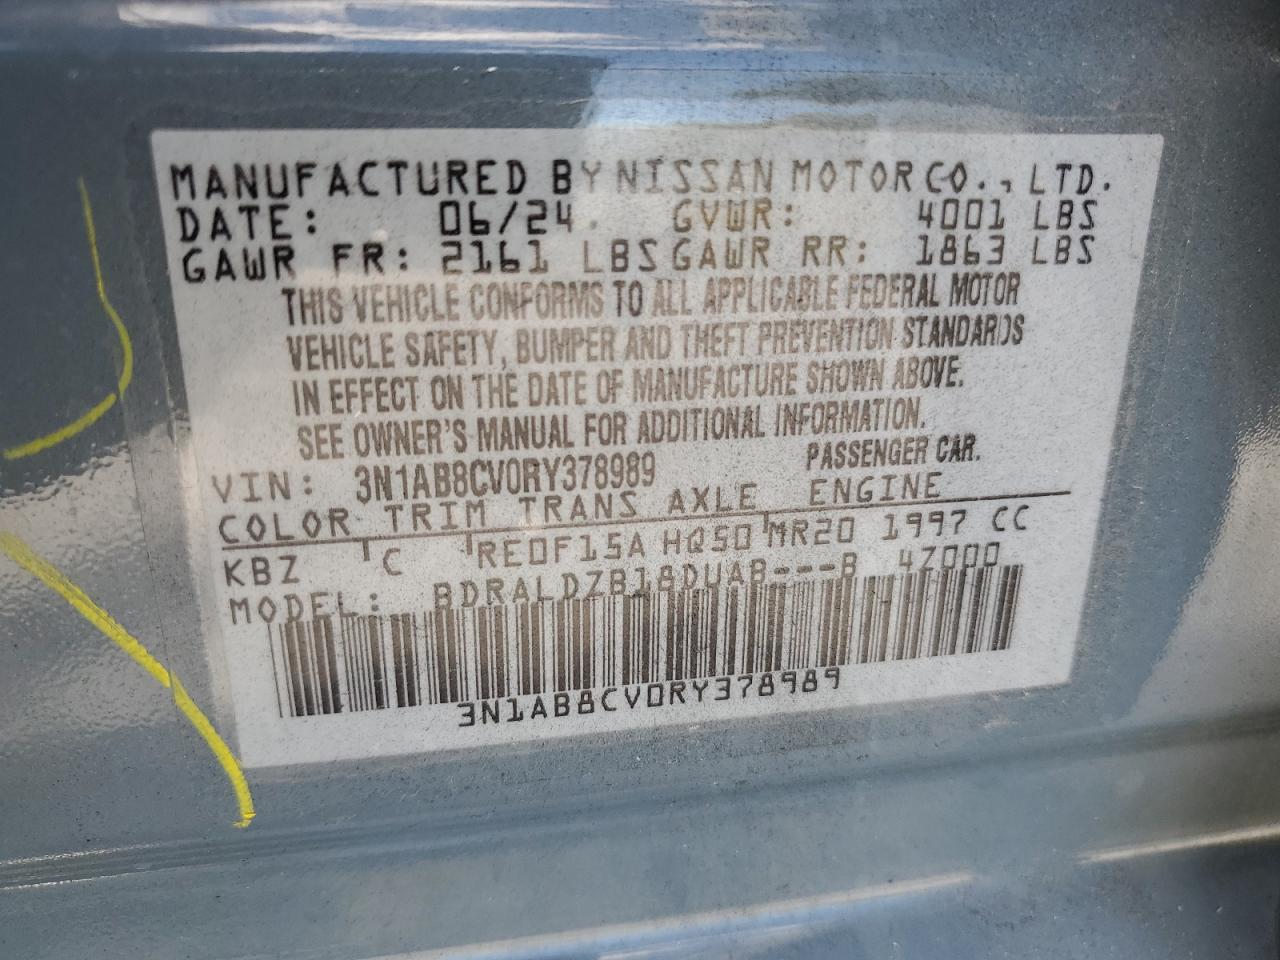 MANUFACTURED BY NISSAN MOTOR CO., LTD.
DATE: 06/24. GVWR: 4001 LBS
GAWR FR: 2161 LBS GAWR RR: 1863 LBS
THIS VEHICLE CONFORMS TO ALL APPLICABLE FEDERAL MOTOR
VEHICLE SAFETY, BUMPER AND THEFT PREVENTION STANDARDS
IN EFFECT ON THE DATE OF MANUFACTURE SHOWN ABOVE.
SEE OWNER'S MANUAL FOR ADDITIONAL INFORMATION.
VIN: 3N1AB8CV0RY378989 PASSENGER CAR.
COLOR TRIM TRANS AXLE ENGINE
KBZ C RE0F15A HQ50 MR20 1997 CC
MODEL: BDRALDZB18DUAB---B 4Z000
3N1AB8CV0RY378989